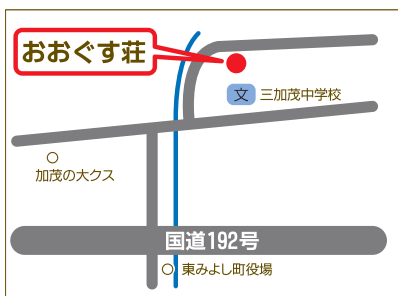 おおぐす荘
文 三加茂中学校
加茂の大クス
国道192号
東みよし町役場